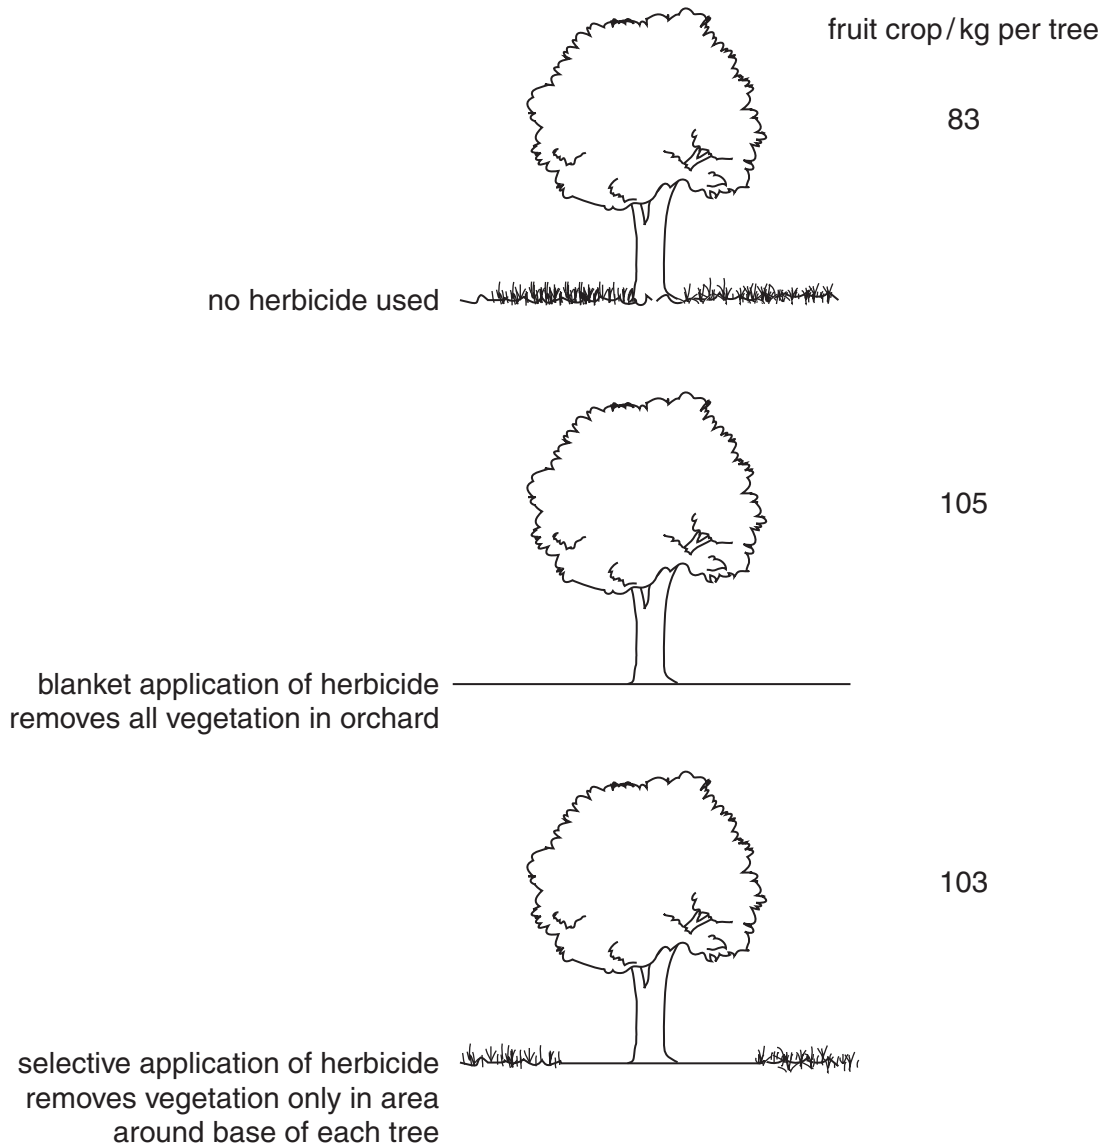 fruit crop / kg per tree
83
no herbicide used
105
blanket application of herbicide
removes all vegetation in orchard
103
selective application of herbicide
removes vegetation only in area
around base of each tree